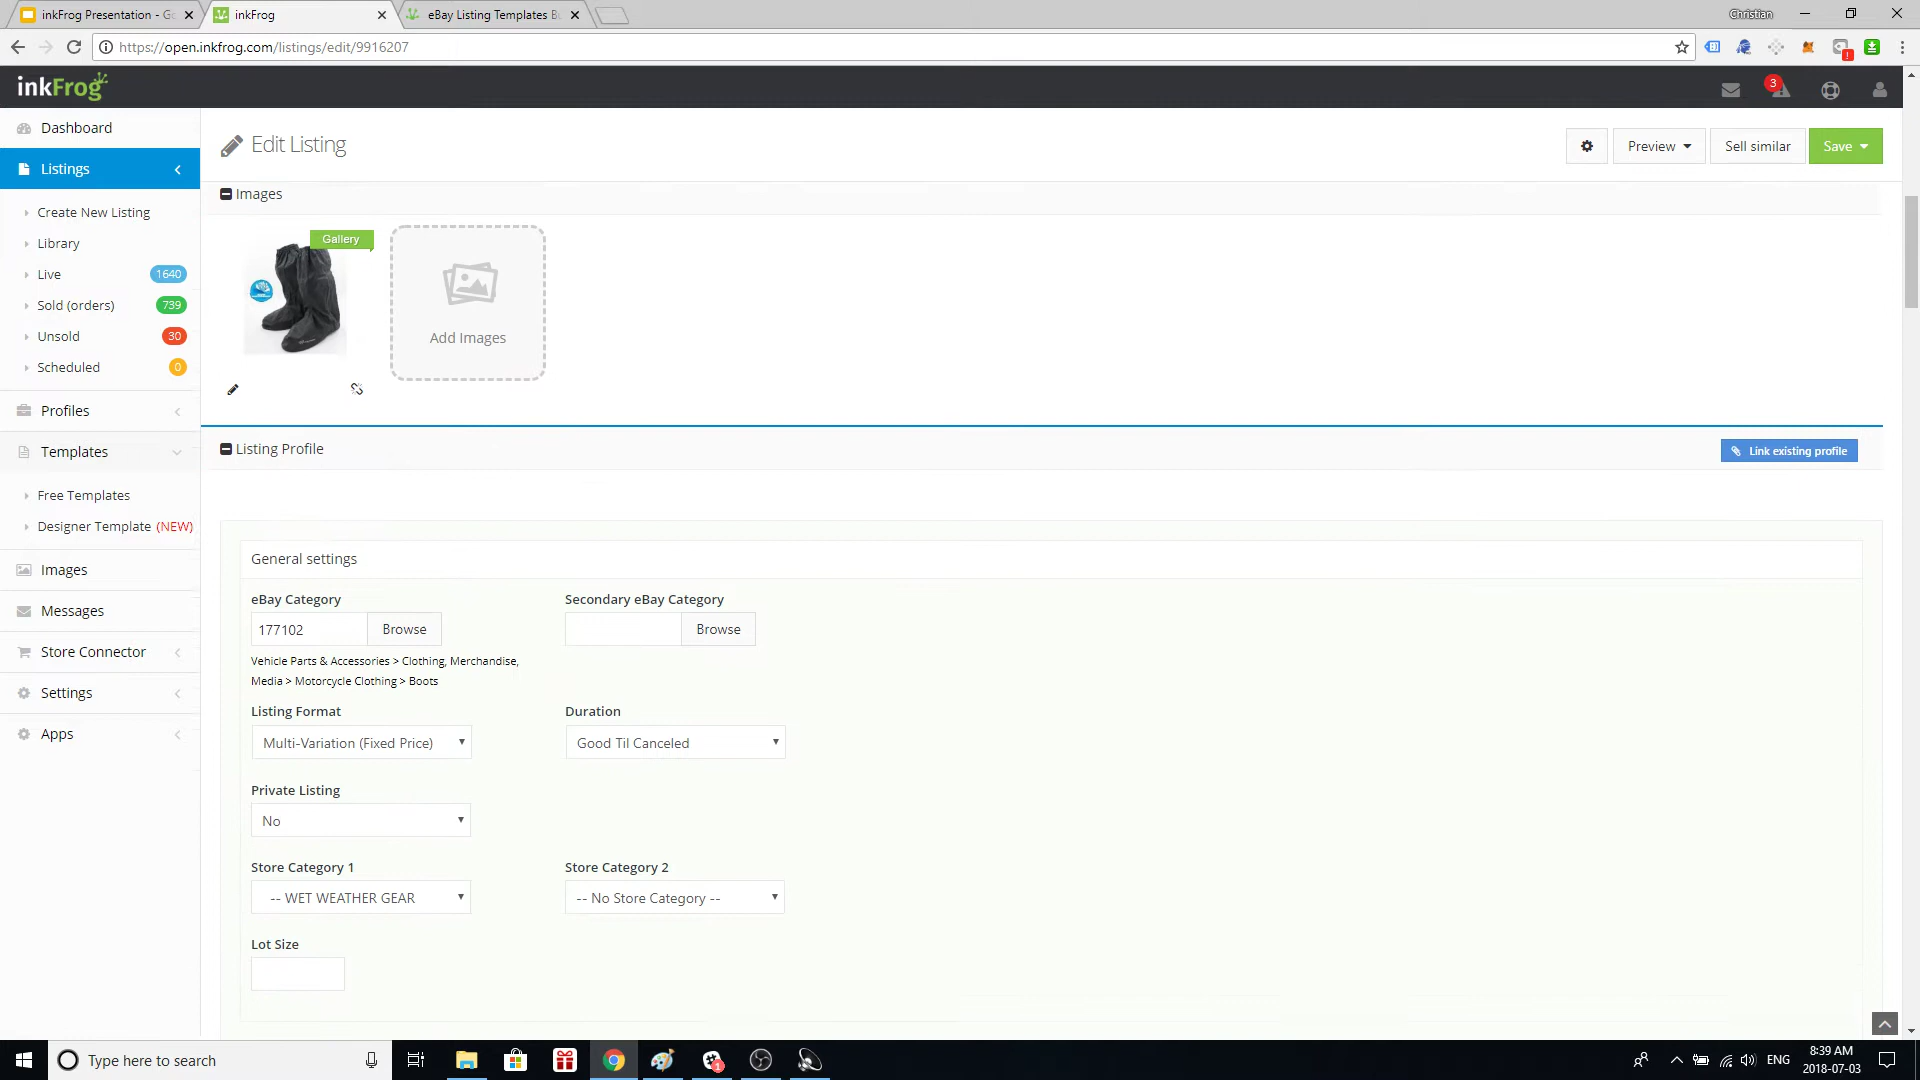 inkFrog Presentation - Go
inkFrog
eBay Listing Templates Bu
Christian
https://open.inkfrog.com/listings/edit/9916207
inkFrog
3
Dashboard
Listings
Create New Listing
Library
Live 1640
Sold (orders) 739
Unsold 30
Scheduled 0
Profiles
Templates
Free Templates
Designer Template (NEW)
Images
Messages
Store Connector
Settings
Apps
Edit Listing
Preview
Sell similar
Save
Images
Gallery
Add Images
Listing Profile
Link existing profile
General settings
eBay Category
Secondary eBay Category
177102
Browse
Browse
Vehicle Parts & Accessories > Clothing, Merchandise,
Media > Motorcycle Clothing > Boots
Listing Format
Duration
Multi-Variation (Fixed Price)
Good Til Canceled
Private Listing
No
Store Category 1
Store Category 2
-- WET WEATHER GEAR
-- No Store Category --
Lot Size
Type here to search
1
ENG
8:39 AM
2018-07-03